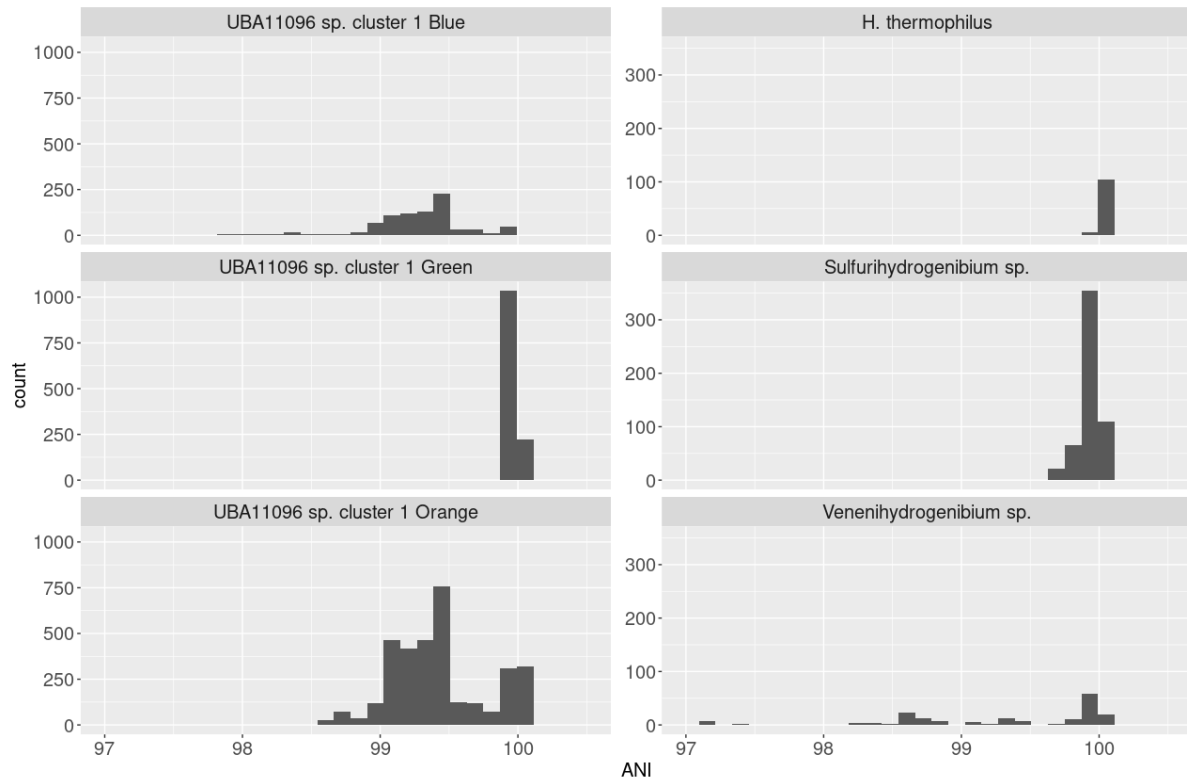 UBA11096 sp. cluster 1 Blue
1000
750
500
250
0
H. thermophilus
300
200
100
0
UBA11096 sp. cluster 1 Green
1000
750
500
250
0
Sulfurihydrogenibium sp.
300
200
100
0
count
UBA11096 sp. cluster 1 Orange
1000
750
500
250
0
97 98 99 100
Venenihydrogenibium sp.
300
200
100
0
97 98 99 100
ANI